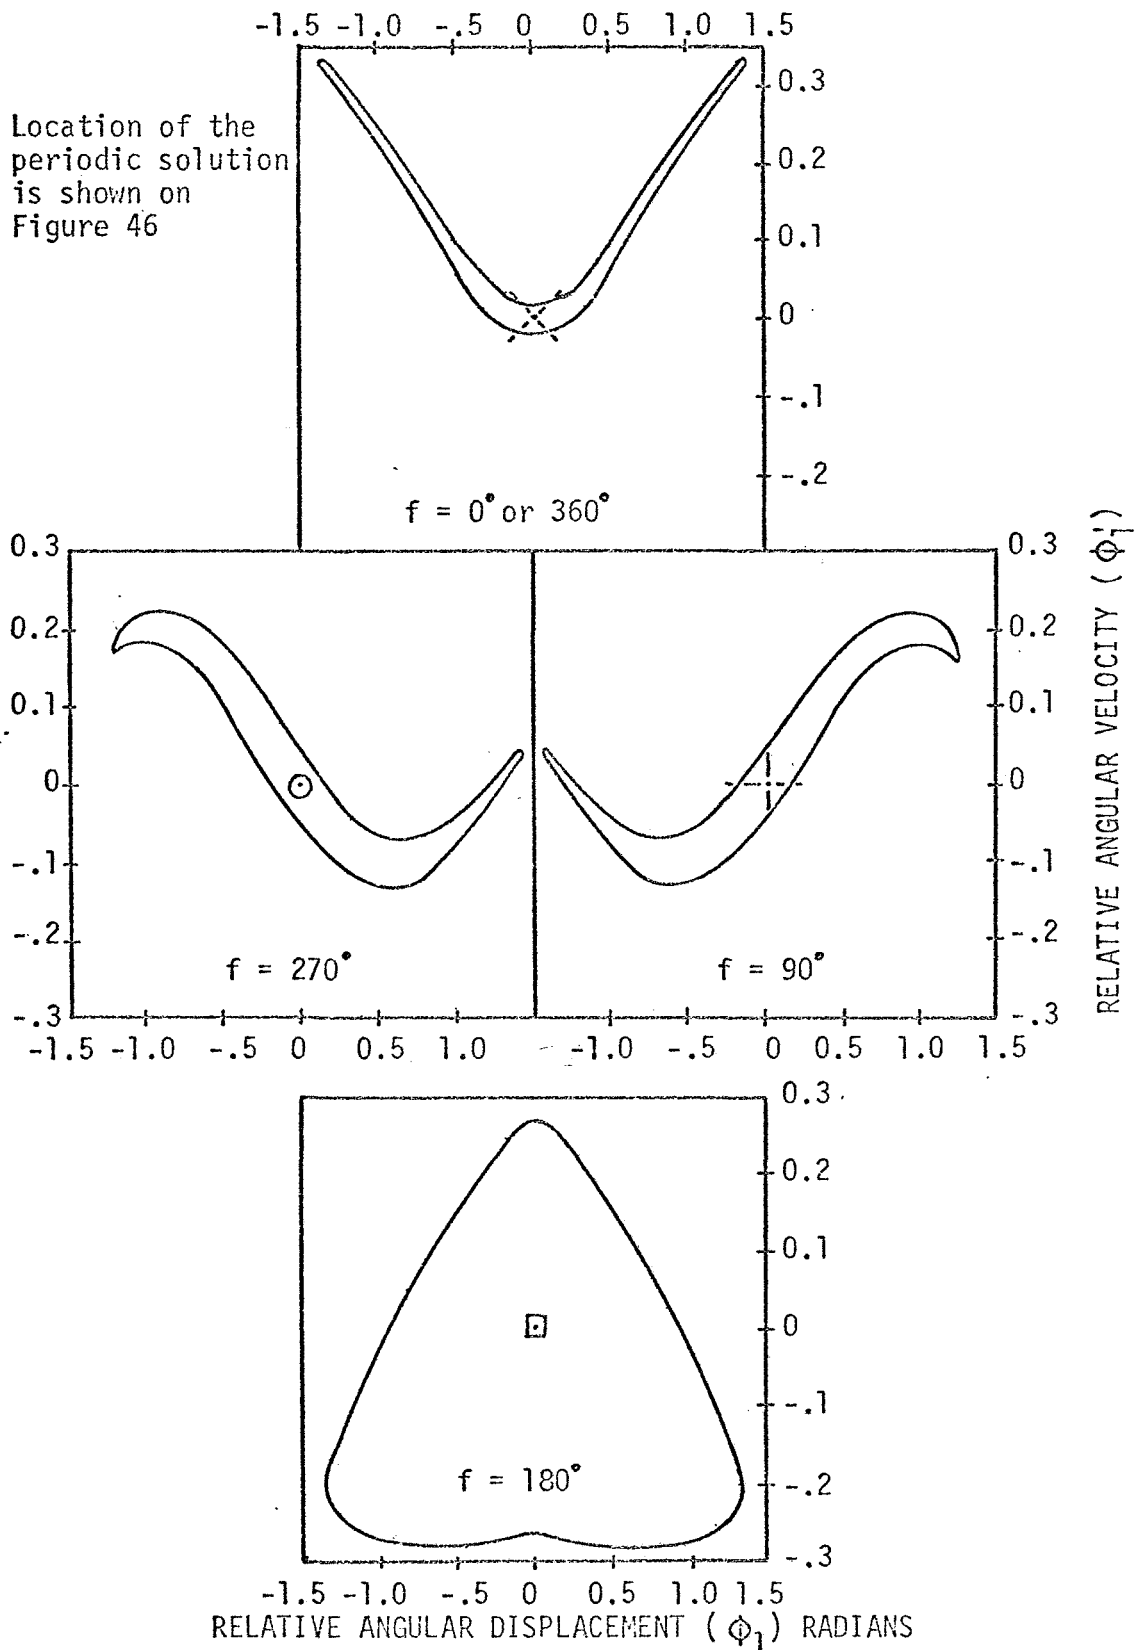 -1.5 -1.0 -.5 0 0.5 1.0 1.5
Location of the
periodic solution
is shown on
Figure 46
0.3
0.2
0.1
0
-.1
-.2
f = 0° or 360°
0.3
0.2
0.1
0
-.1
-.2
-.3
f = 270°
-1.5 -1.0 -.5 0 0.5 1.0
f = 90°
0.3
0.2
0.1
0
-.1
-.2
-.3
-1.0 -.5 0 0.5 1.0 1.5
RELATIVE ANGULAR VELOCITY (ϕ₁')
0.3
0.2
0.1
0
-.1
-.2
-.3
f = 180°
-1.5 -1.0 -.5 0 0.5 1.0 1.5
RELATIVE ANGULAR DISPLACEMENT (ϕ₁) RADIANS